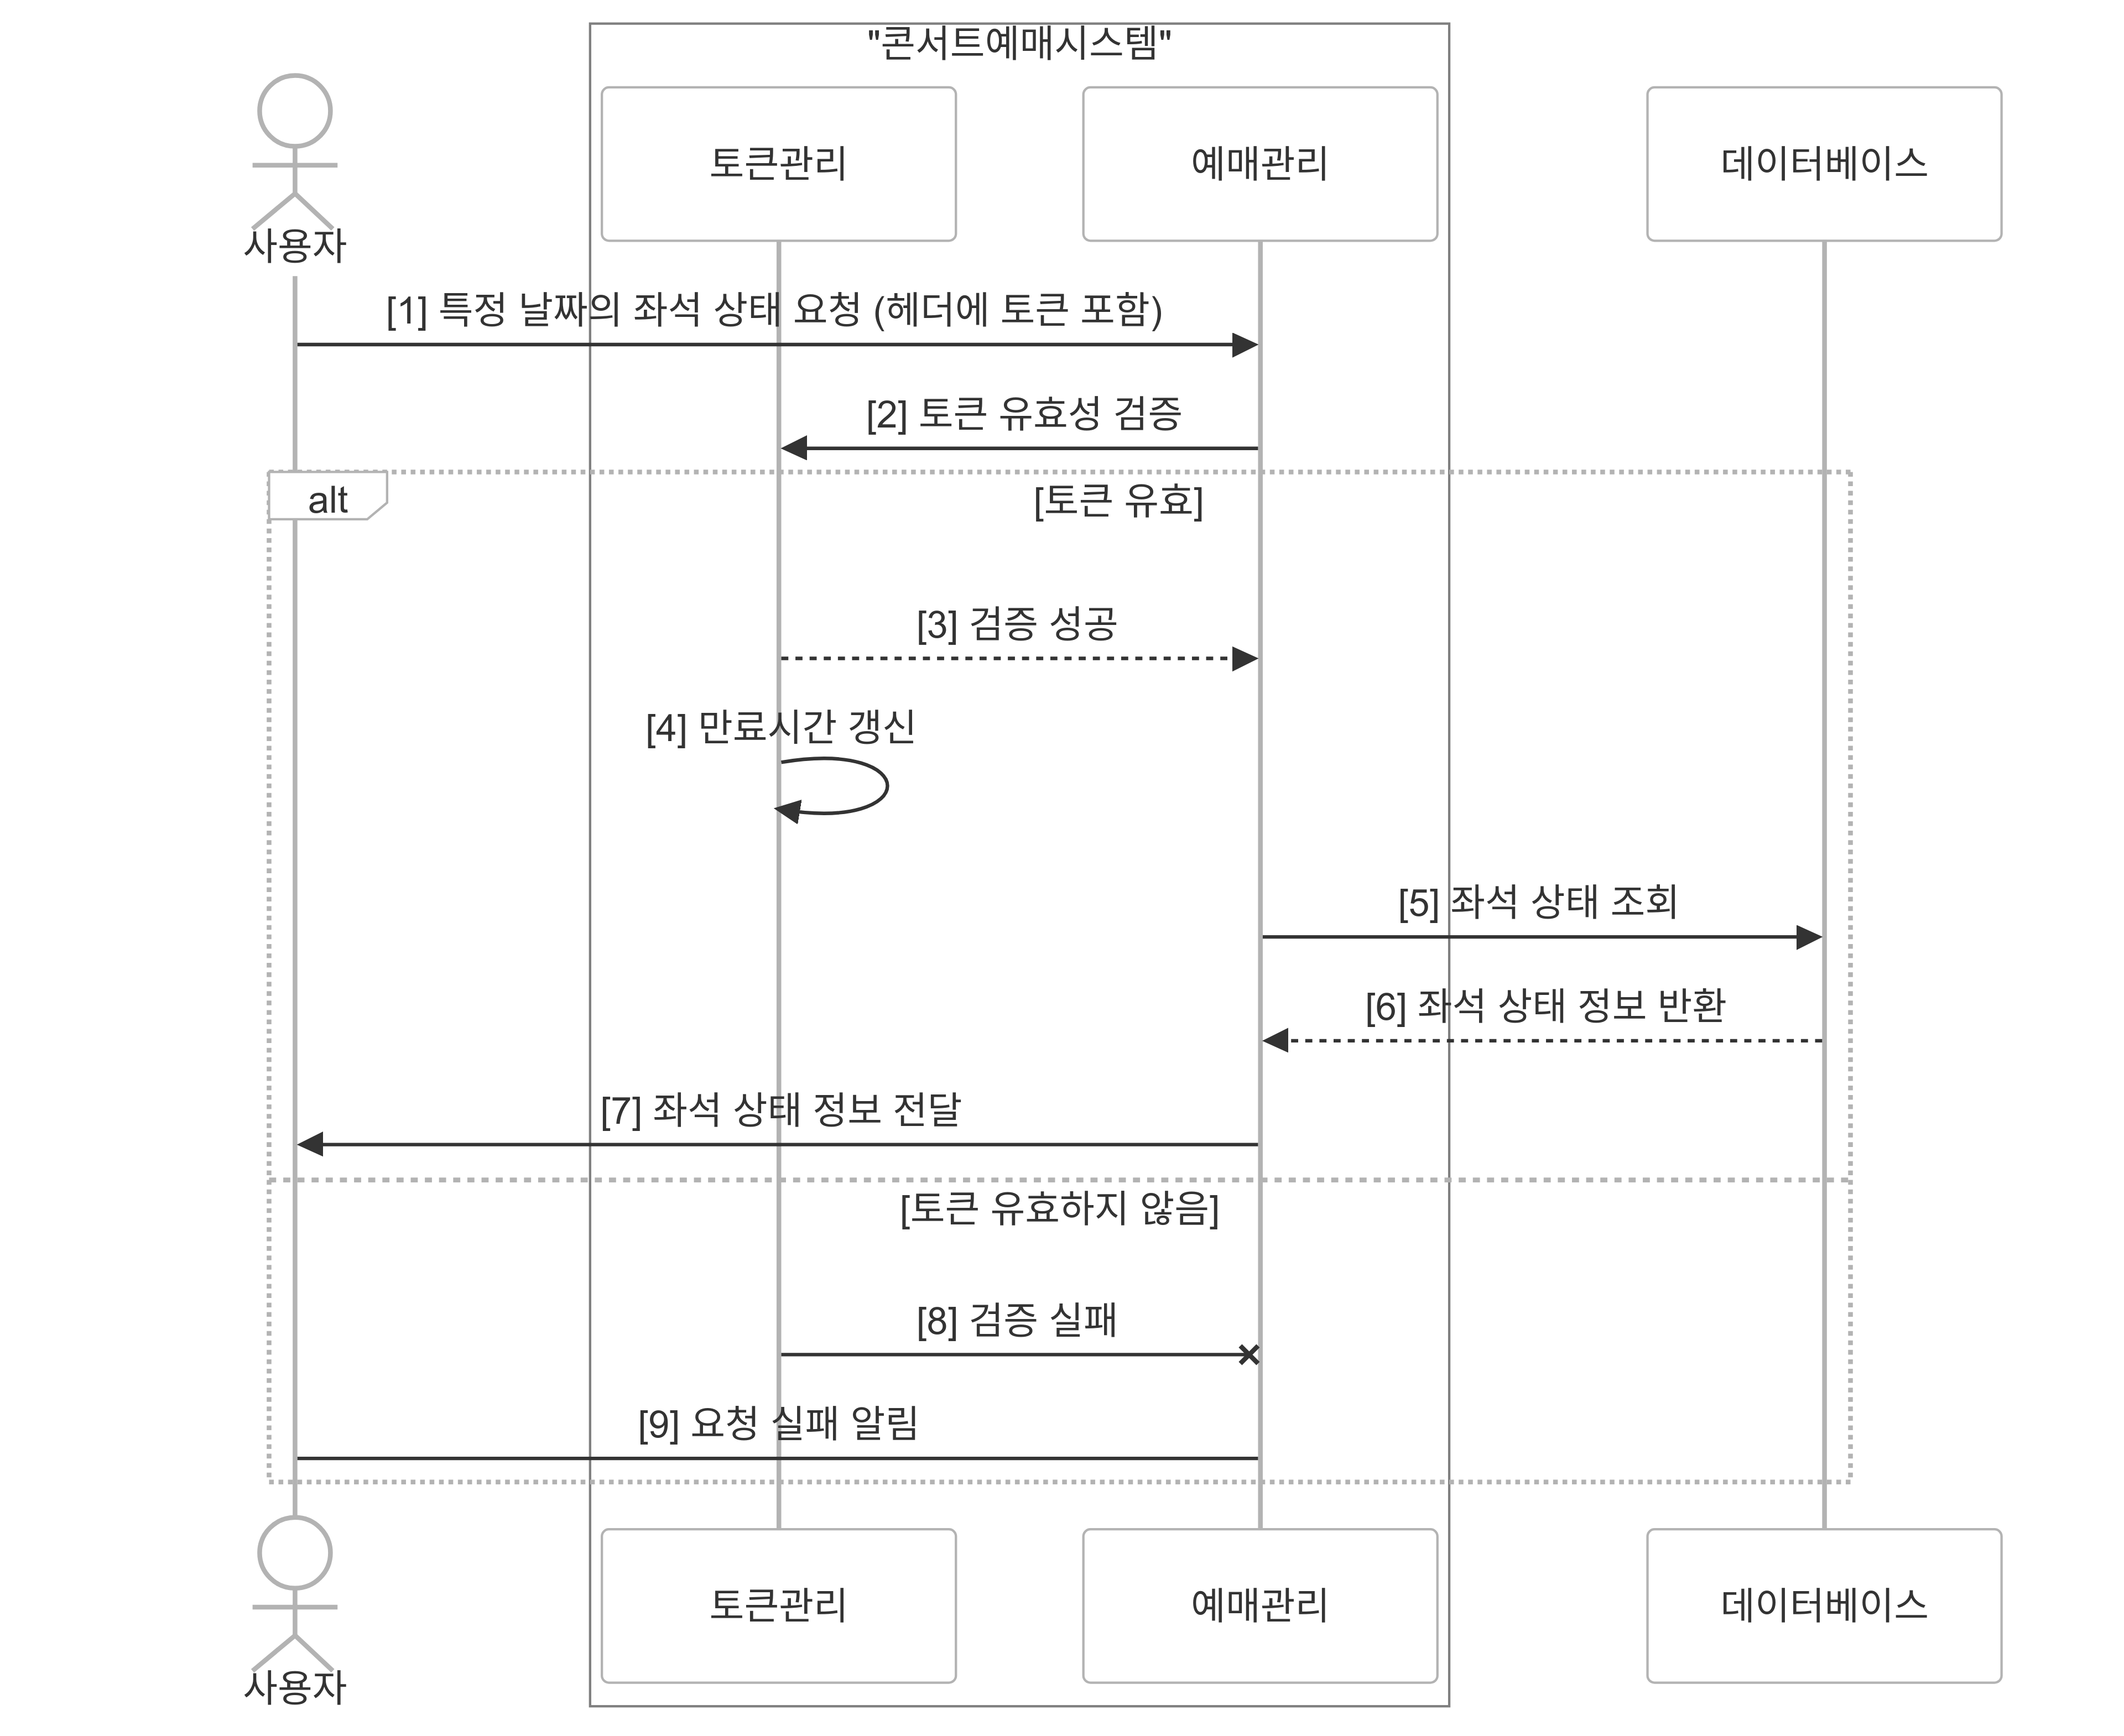 "콘서트예매시스템"
사용자
토큰관리
예매관리
데이터베이스
[1] 특정 날짜의 좌석 상태 요청 (헤더에 토큰 포함)
[2] 토큰 유효성 검증
alt
[토큰 유효]
[3] 검증 성공
[4] 만료시간 갱신
[5] 좌석 상태 조회
[6] 좌석 상태 정보 반환
[7] 좌석 상태 정보 전달
[토큰 유효하지 않음]
[8] 검증 실패
[9] 요청 실패 알림
사용자
토큰관리
예매관리
데이터베이스